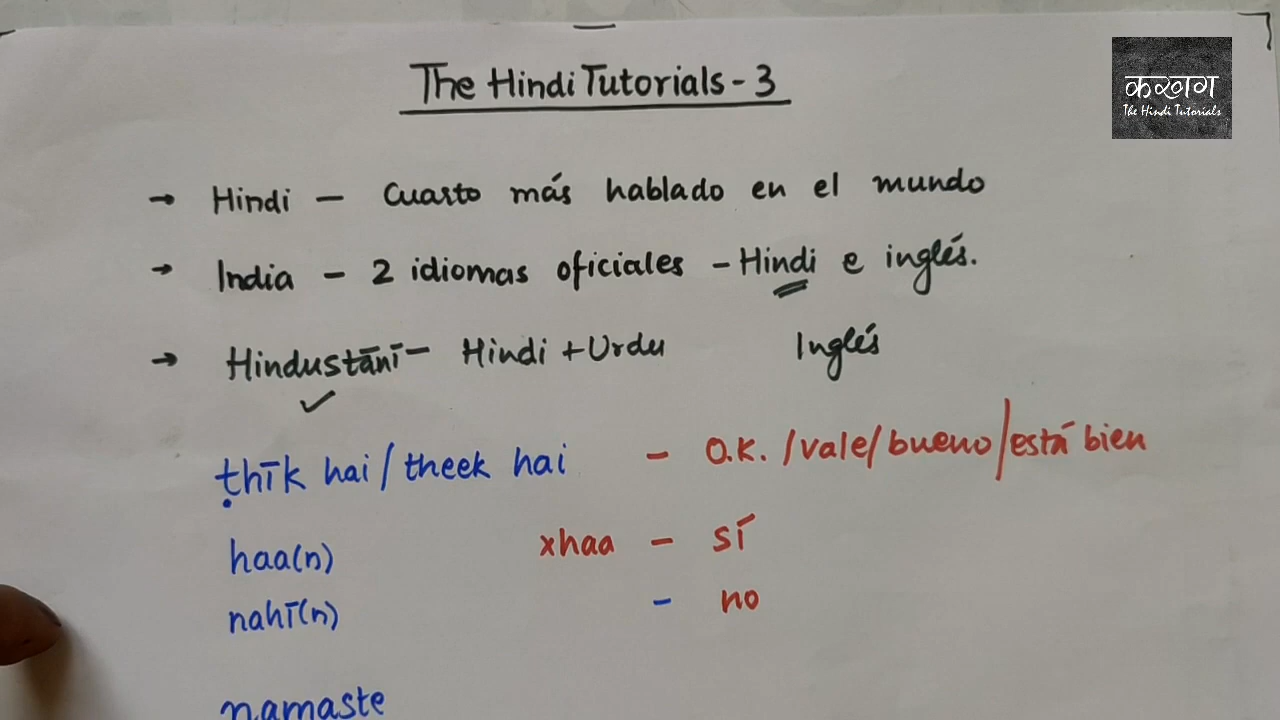 The Hindi Tutorials - 3
करखग
The Hindi Tutorials
→ Hindi — Cuarto más hablado en el mundo
→ India - 2 idiomas oficiales - Hindi e inglés.
→ Hindustānī - Hindi + Urdu Inglés
ṭhīk hai / theek hai - O.K. / vale / bueno / está bien
haa(n) xhaa - sí
nahī(n) - no
namaste